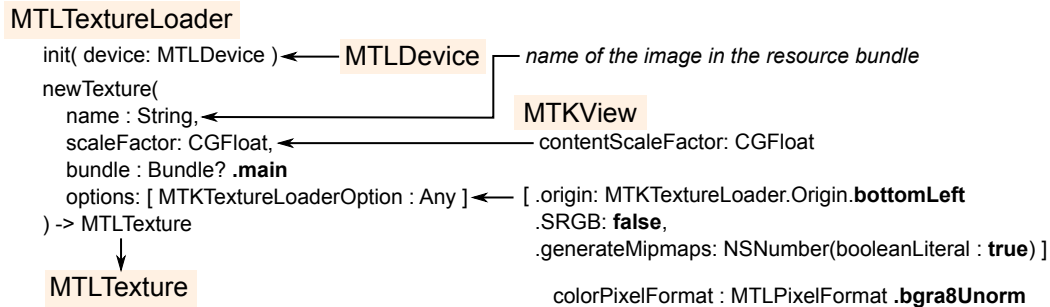 MTLTextureLoader
init( device: MTLDevice )
MTLDevice
name of the image in the resource bundle
newTexture(
name : String,
MTKView
scaleFactor: CGFloat,
contentScaleFactor: CGFloat
bundle : Bundle? .main
options: [ MTKTextureLoaderOption : Any ]
[ .origin: MTKTextureLoader.Origin.bottomLeft
) -> MTLTexture
.SRGB: false,
.generateMipmaps: NSNumber(booleanLiteral : true) ]
MTLTexture
colorPixelFormat : MTLPixelFormat .bgra8Unorm